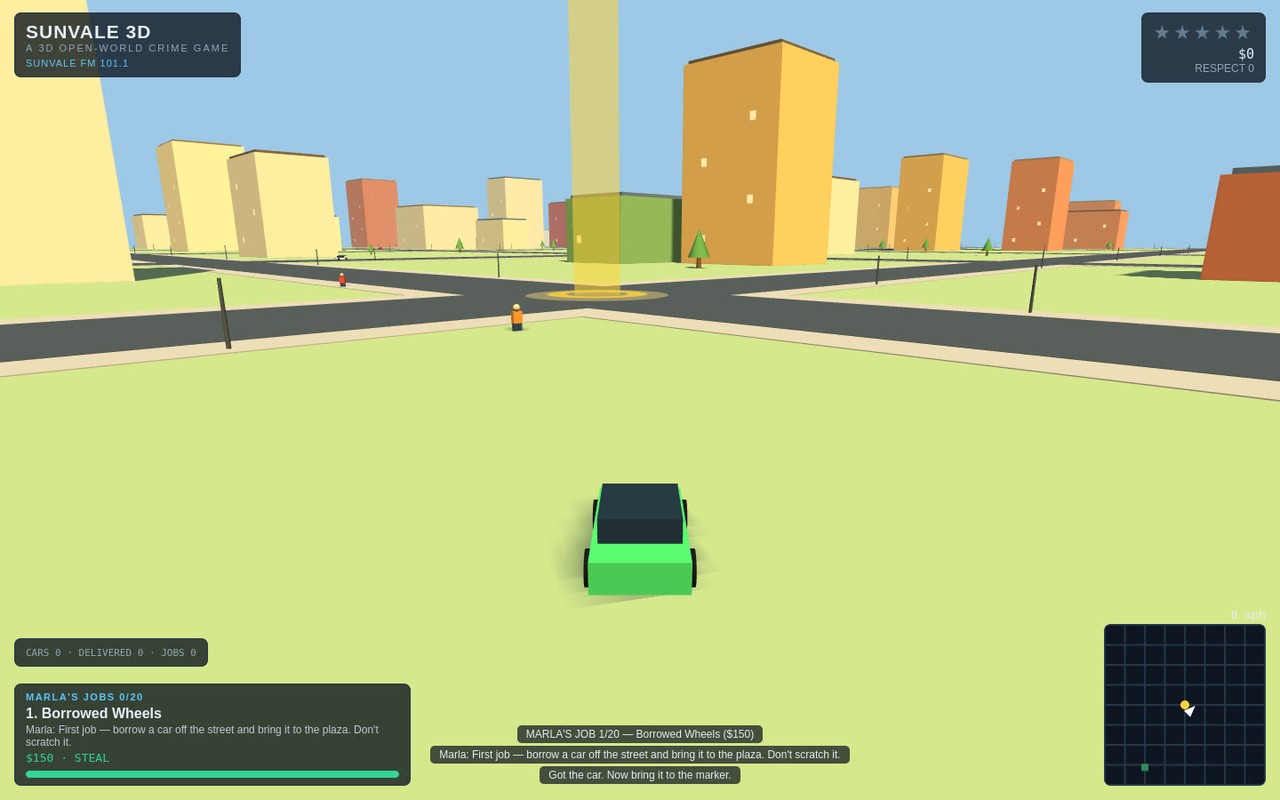 SUNVALE 3D
A 3D OPEN-WORLD CRIME GAME
SUNVALE FM 101.1
★★★★★
$0
RESPECT 0
0 mph
CARS 0 · DELIVERED 0 · JOBS 0
MARLA'S JOBS 0/20
1. Borrowed Wheels
Marla: First job — borrow a car off the street and bring it to the plaza. Don't
scratch it.
$150 · STEAL
MARLA'S JOB 1/20 — Borrowed Wheels ($150)
Marla: First job — borrow a car off the street and bring it to the plaza. Don't scratch it.
Got the car. Now bring it to the marker.